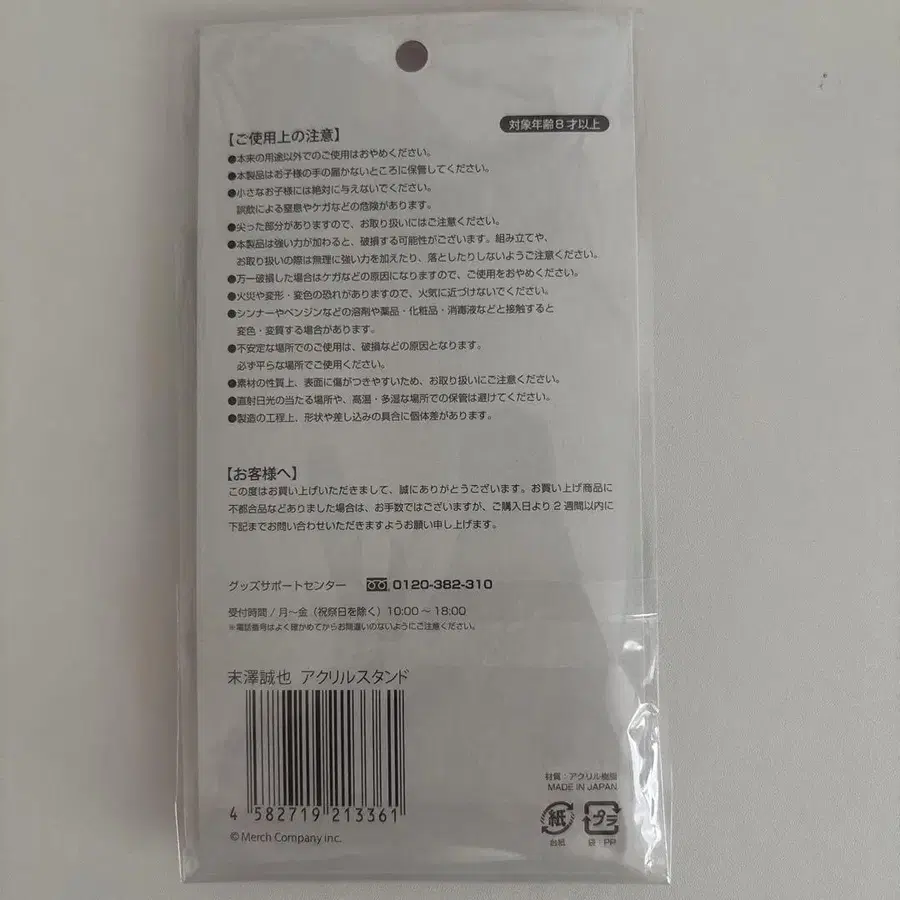 対象年齢8才以上
【ご使用上の注意】
●本来の用途以外でのご使用はおやめください。
●本製品はお子様の手の届かないところに保管してください。
●小さなお子様には絶対に与えないでください。
誤飲による窒息やケガなどの危険があります。
●尖った部分がありますので、お取り扱いにはご注意ください。
●本製品は強い力が加わると、破損する可能性がございます。組み立てや、
お取り扱いの際は無理に強い力を加えたり、落としたりしないようご注意ください。
●万一破損した場合はケガなどの原因になりますので、ご使用をおやめください。
●火災や変形・変色の恐れがありますので、火気に近づけないでください。
●シンナーやベンジンなどの溶剤や薬品・化粧品・消毒液などと接触すると
変色・変質する場合があります。
●不安定な場所でのご使用は、破損などの原因となります。
必ず平らな場所でご使用ください。
●素材の性質上、表面に傷がつきやすいため、お取り扱いにご注意ください。
●直射日光の当たる場所や、高温・多湿な場所での保管は避けてください。
●製造の工程上、形状や差し込みの具合に個体差があります。
【お客様へ】
この度はお買い上げいただきまして、誠にありがとうございます。お買い上げ商品に
不都合品などありました場合は、お手数ではございますが、ご購入日より2週間以内に
下記までお問い合わせいただきますようお願い申し上げます。
グッズサポートセンター 0120-382-310
受付時間/月~金(祝祭日を除く)10:00~18:00
※電話番号はよく確かめてからお間違いのないようにご注意ください。
末澤誠也 アクリルスタンド
4 582719 213361
©Merch Company inc.
材質:アクリル樹脂
MADE IN JAPAN
紙 プラ
台紙 袋:PP